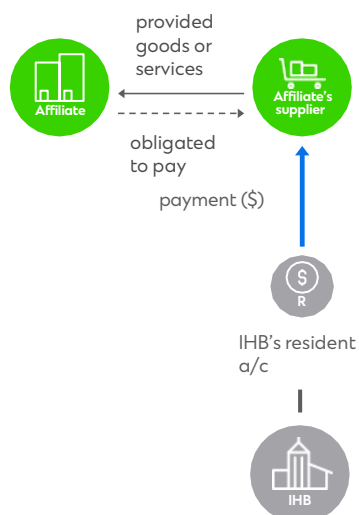 provided
goods or
services
Affiliate
Affiliate's
supplier
obligated
to pay
payment ($)
$
R
IHB's resident
a/c
IHB